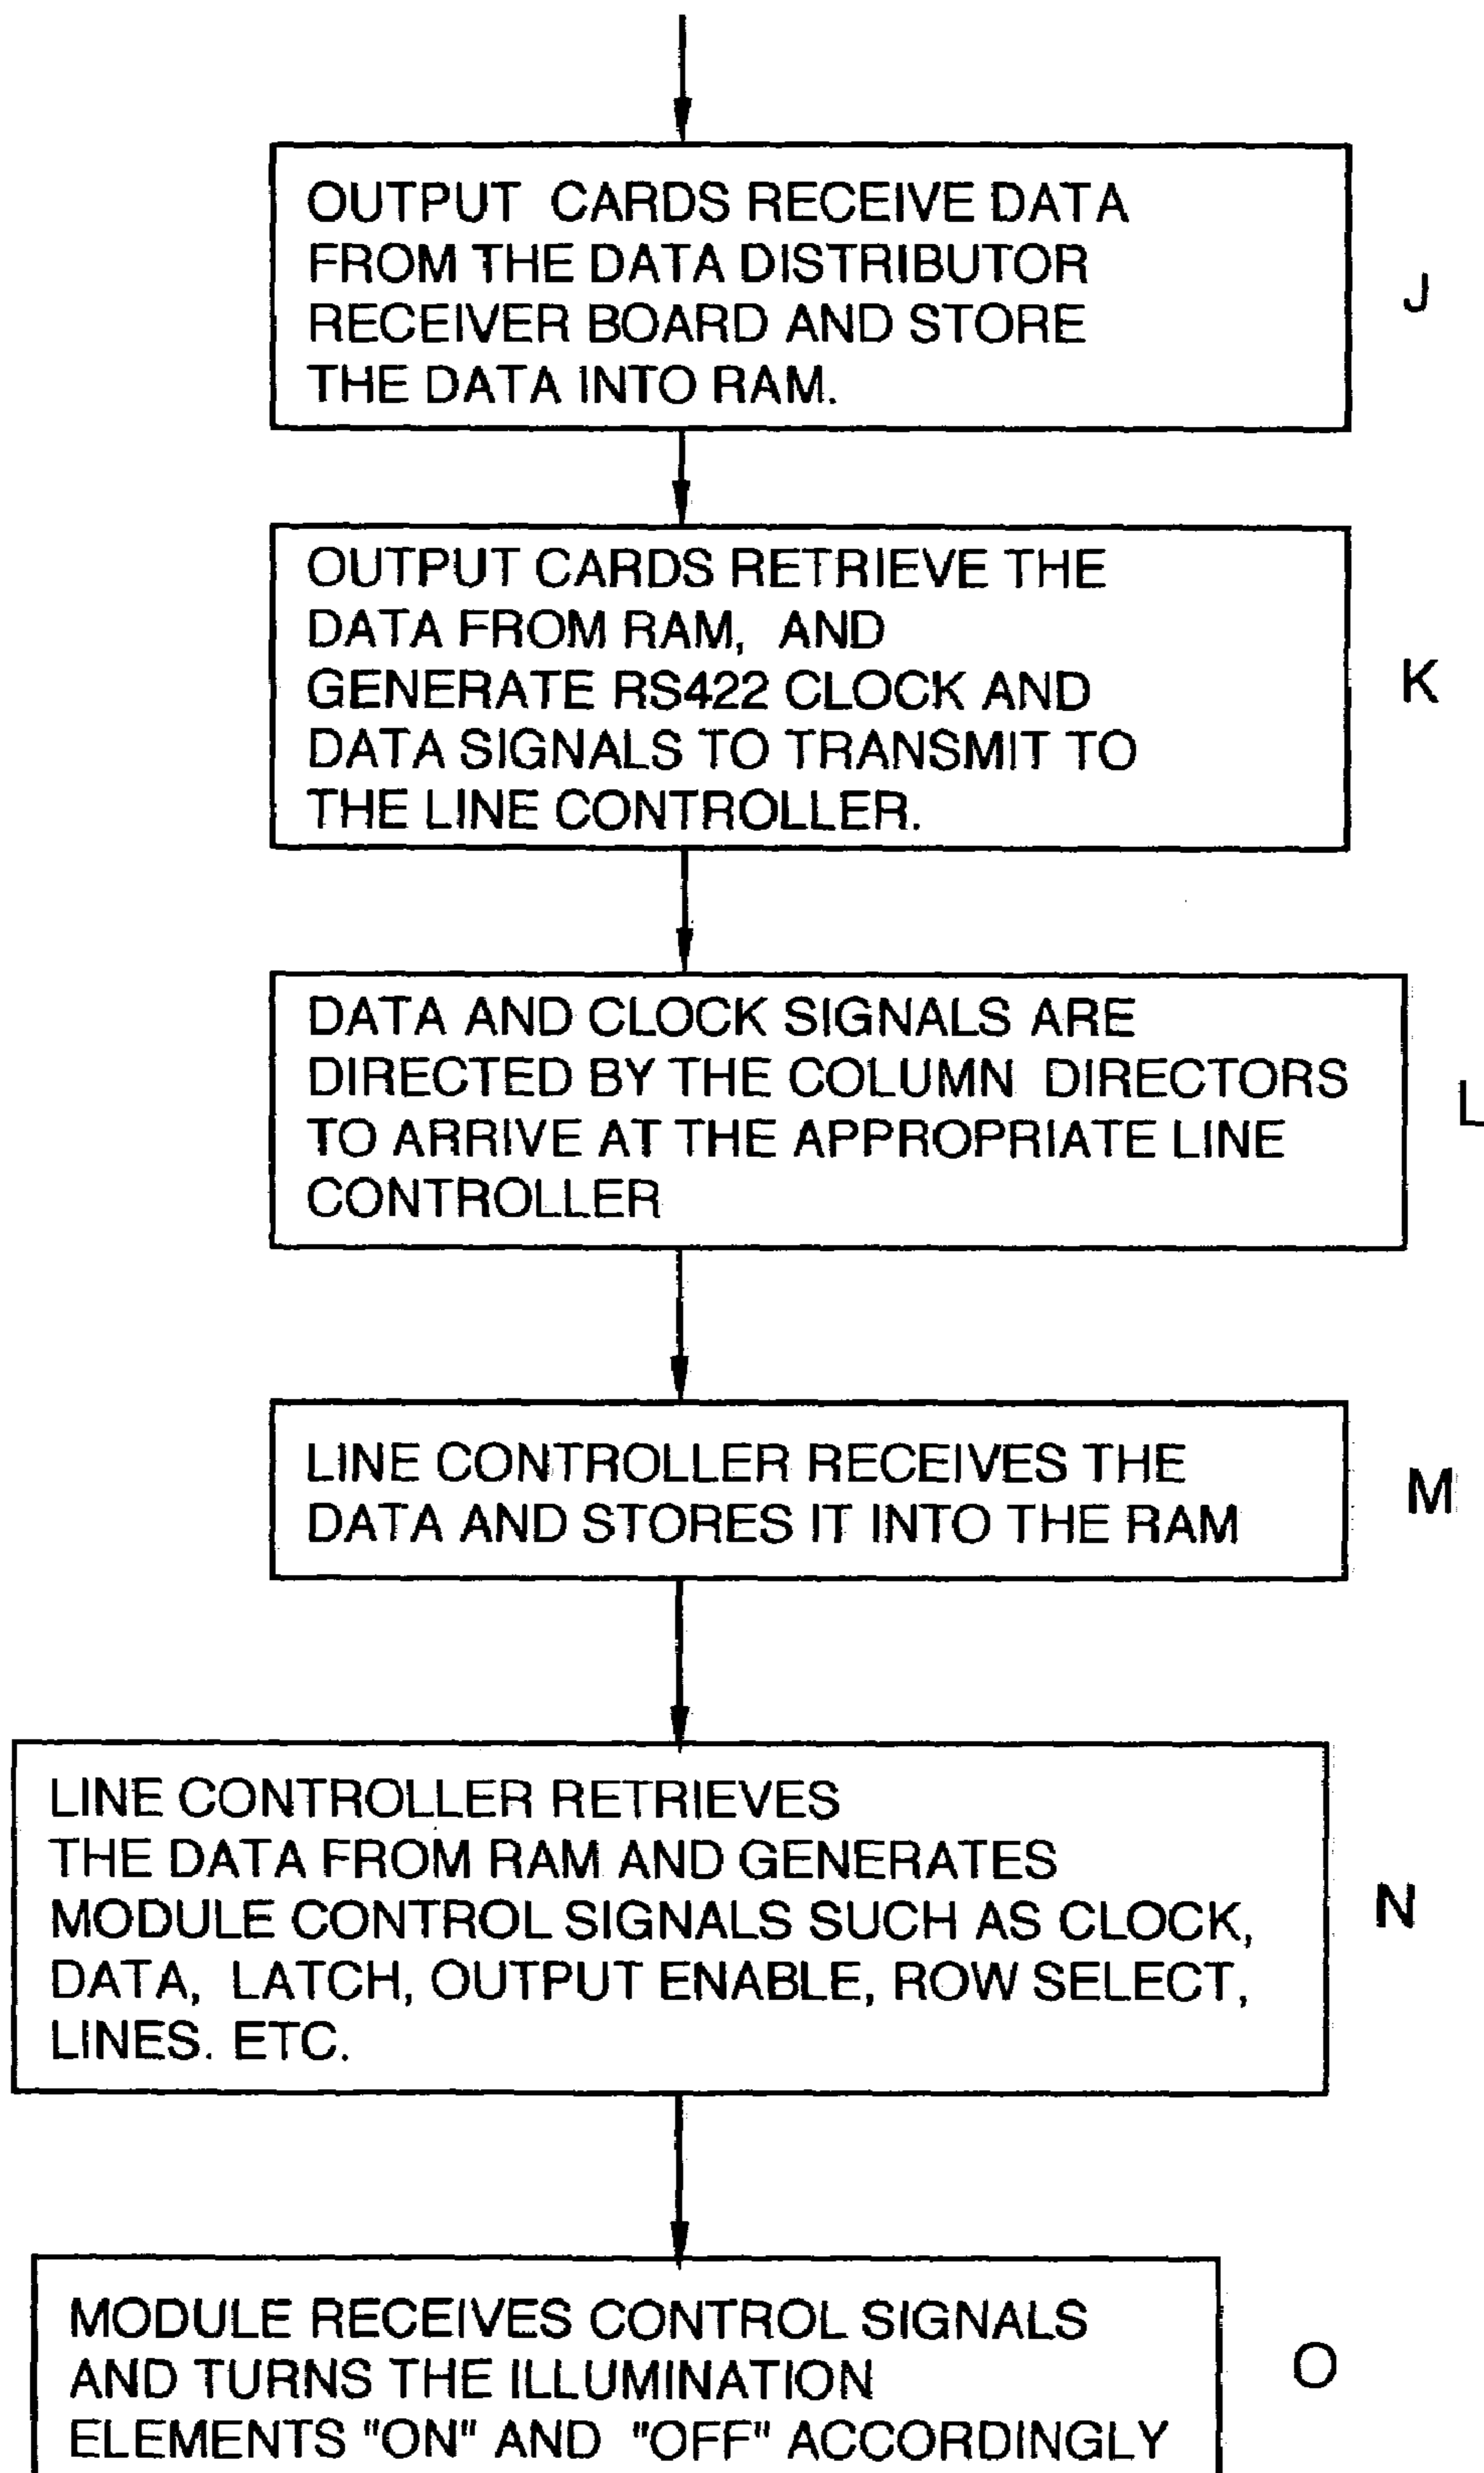 OUTPUT CARDS RECEIVE DATA
FROM THE DATA DISTRIBUTOR
RECEIVER BOARD AND STORE
THE DATA INTO RAM.
J
OUTPUT CARDS RETRIEVE THE
DATA FROM RAM, AND
GENERATE RS422 CLOCK AND
DATA SIGNALS TO TRANSMIT TO
THE LINE CONTROLLER.
K
DATA AND CLOCK SIGNALS ARE
DIRECTED BY THE COLUMN DIRECTORS
TO ARRIVE AT THE APPROPRIATE LINE
CONTROLLER
L
LINE CONTROLLER RECEIVES THE
DATA AND STORES IT INTO THE RAM
M
LINE CONTROLLER RETRIEVES
THE DATA FROM RAM AND GENERATES
MODULE CONTROL SIGNALS SUCH AS CLOCK,
DATA, LATCH, OUTPUT ENABLE, ROW SELECT,
LINES. ETC.
N
MODULE RECEIVES CONTROL SIGNALS
AND TURNS THE ILLUMINATION
ELEMENTS "ON" AND "OFF" ACCORDINGLY
O